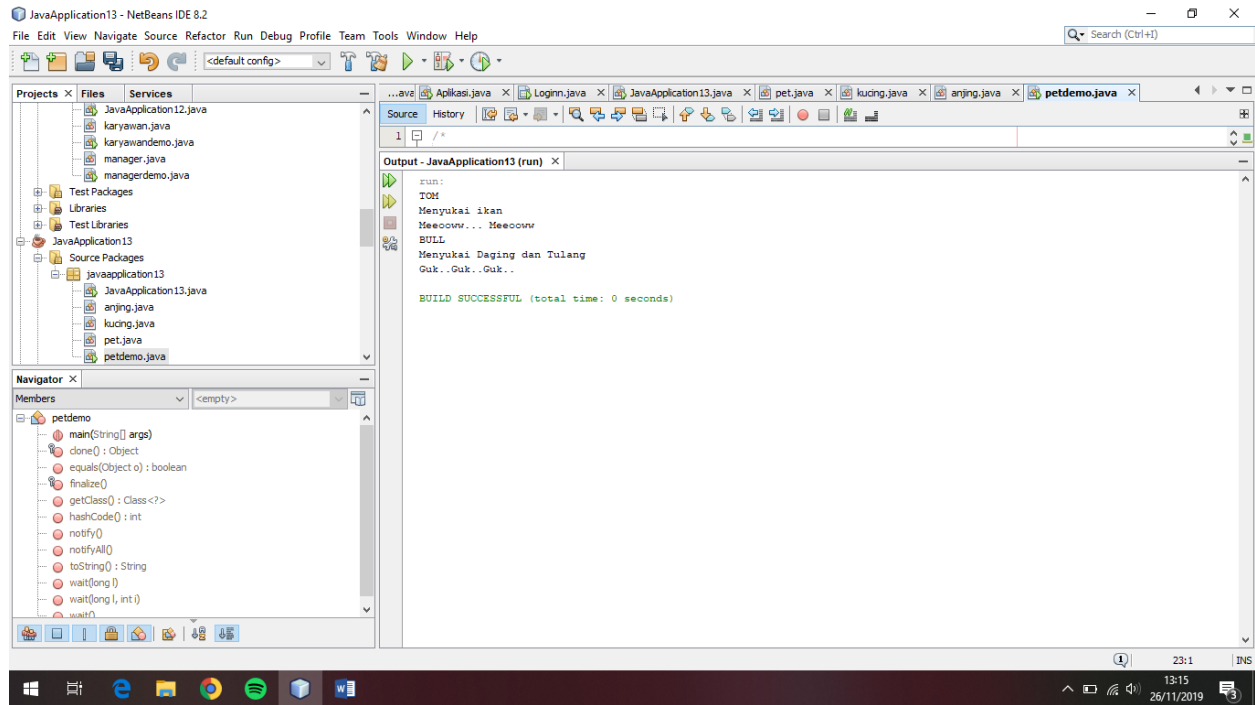 JavaApplication13 - NetBeans IDE 8.2
File Edit View Navigate Source Refactor Run Debug Profile Team Tools Window Help
Search (Ctrl+I)
<default config>
Projects Files Services
...ava Aplikasi.java Loginn.java JavaApplication13.java pet.java kucing.java anjing.java petdemo.java
Source History
1 /*
JavaApplication12.java
karyawan.java
karyawandemo.java
manager.java
managerdemo.java
Test Packages
Libraries
Test Libraries
JavaApplication13
Source Packages
javaapplication13
JavaApplication13.java
anjing.java
kucing.java
pet.java
petdemo.java
Output - JavaApplication13 (run)
run:
TOM
Menyukai ikan
Meeooww... Meeooww
BULL
Menyukai Daging dan Tulang
Guk..Guk..Guk..
BUILD SUCCESSFUL (total time: 0 seconds)
Navigator
Members <empty>
petdemo
main(String[] args)
clone() : Object
equals(Object o) : boolean
finalize()
getClass() : Class<?>
hashCode() : int
notify()
notifyAll()
toString() : String
wait(long l)
wait(long l, int i)
wait()
1 23:1 INS
13:15
26/11/2019
3